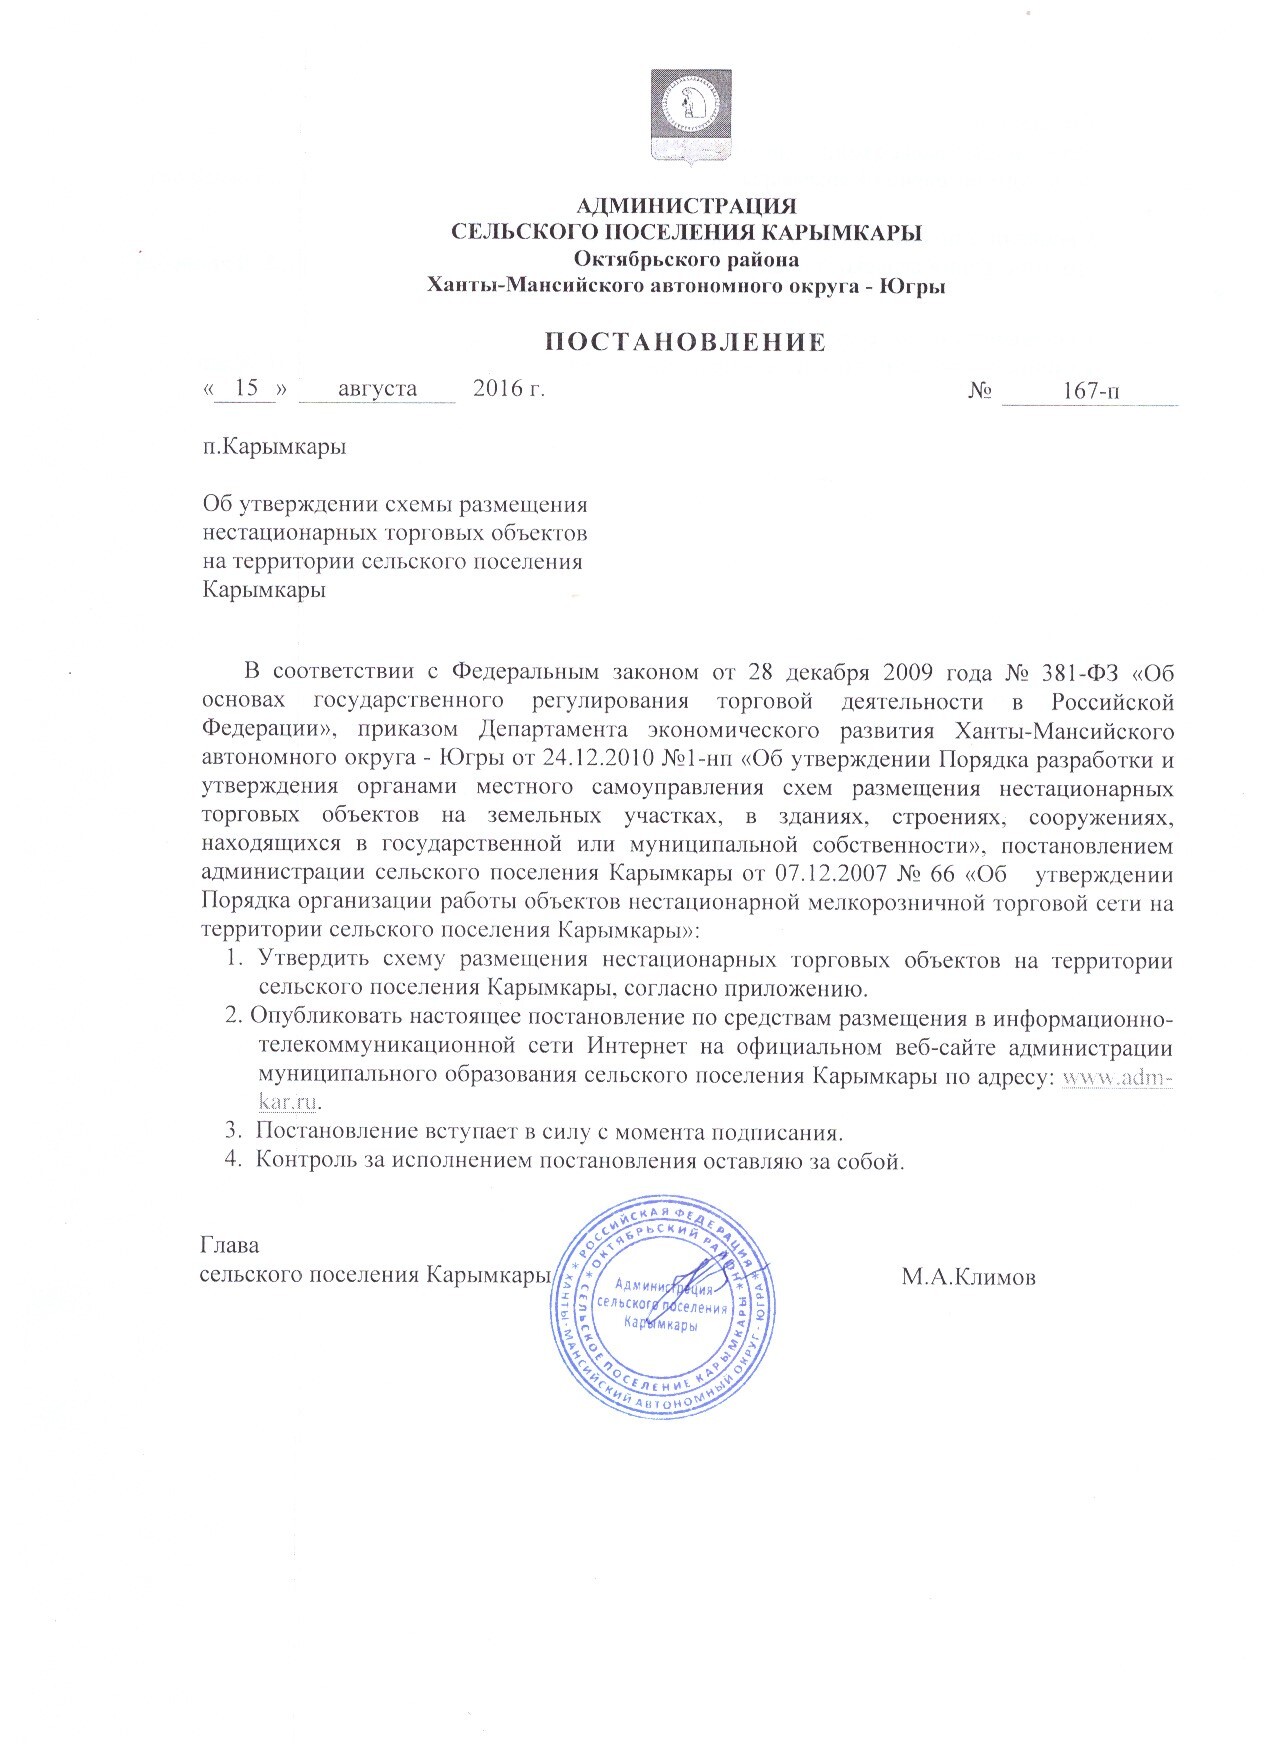 АДМИНИСТРАЦИЯ
СЕЛЬСКОГО ПОСЕЛЕНИЯ КАРЫМКАРЫ
Октябрьского района
Ханты-Мансийского автономного округа - Югры
ПОСТАНОВЛЕНИЕ
« 15 » августа 2016 г. № 167-п
п.Карымкары
Об утверждении схемы размещения
нестационарных торговых объектов
на территории сельского поселения
Карымкары
В соответствии с Федеральным законом от 28 декабря 2009 года № 381-ФЗ «Об
основах государственного регулирования торговой деятельности в Российской
Федерации», приказом Департамента экономического развития Ханты-Мансийского
автономного округа - Югры от 24.12.2010 №1-нп «Об утверждении Порядка разработки и
утверждения органами местного самоуправления схем размещения нестационарных
торговых объектов на земельных участках, в зданиях, строениях, сооружениях,
находящихся в государственной или муниципальной собственности», постановлением
администрации сельского поселения Карымкары от 07.12.2007 № 66 «Об утверждении
Порядка организации работы объектов нестационарной мелкорозничной торговой сети на
территории сельского поселения Карымкары»:
1. Утвердить схему размещения нестационарных торговых объектов на территории
сельского поселения Карымкары, согласно приложению.
2. Опубликовать настоящее постановление по средствам размещения в информационно-
телекоммуникационной сети Интернет на официальном веб-сайте администрации
муниципального образования сельского поселения Карымкары по адресу: www.adm-
kar.ru.
3. Постановление вступает в силу с момента подписания.
4. Контроль за исполнением постановления оставляю за собой.
Глава
сельского поселения Карымкары М.А.Климов
РОССИЙСКАЯ ФЕДЕРАЦИЯ * ХАНТЫ-МАНСИЙСКИЙ АВТОНОМНЫЙ ОКРУГ - ЮГРА *
ОКТЯБРЬСКИЙ РАЙОН * СЕЛЬСКОЕ ПОСЕЛЕНИЕ КАРЫМКАРЫ *
Администрация
сельского поселения
Карымкары